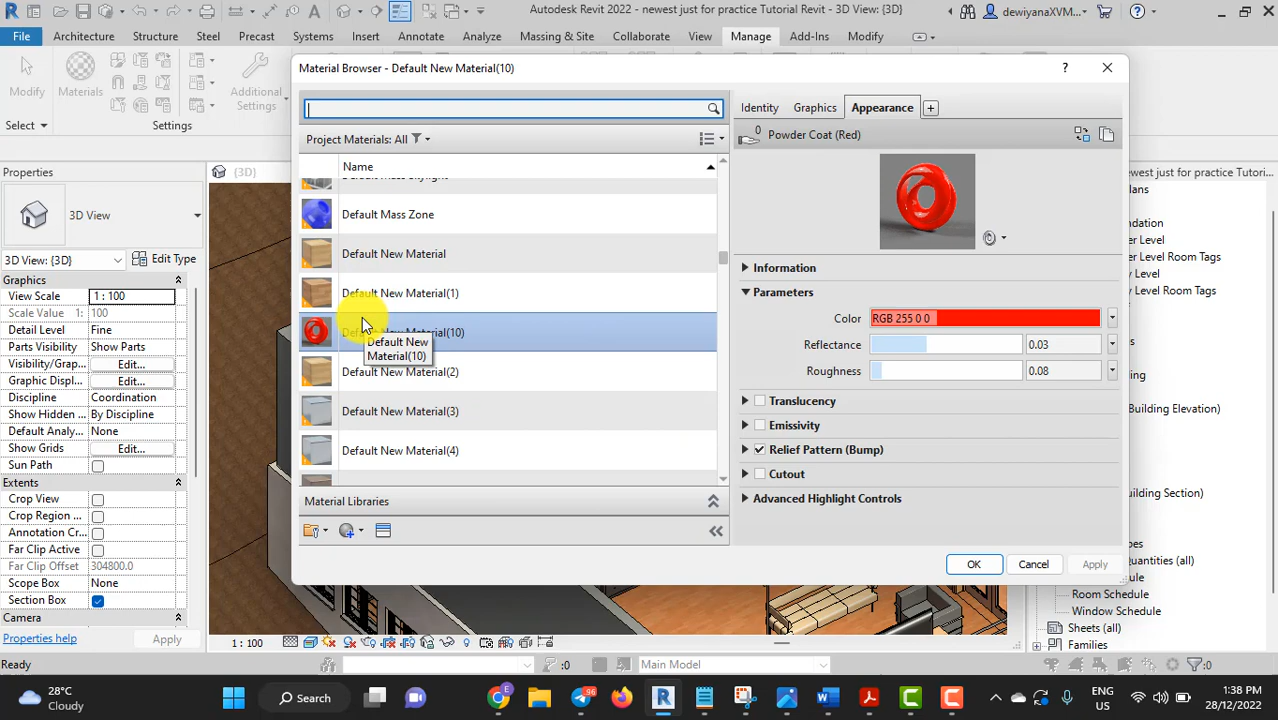 Autodesk Revit 2022 - newest just for practice Tutorial Revit - 3D View: {3D}
dewiyanaXVM...
File Architecture Structure Steel Precast Systems Insert Annotate Analyze Massing & Site Collaborate View Manage Add-Ins Modify
Modify Materials Additional Settings
Select Settings
Material Browser - Default New Material(10)
Project Materials: All
Name
Default Mass Skylight
Default Mass Zone
Default New Material
Default New Material(1)
Default New Material(10)
Default New
Material(10)
Default New Material(2)
Default New Material(3)
Default New Material(4)
Material Libraries
Identity Graphics Appearance
0
Powder Coat (Red)
Information
Parameters
Color RGB 255 0 0
Reflectance 0.03
Roughness 0.08
Translucency
Emissivity
Relief Pattern (Bump)
Cutout
Advanced Highlight Controls
OK Cancel Apply
Properties
3D View
3D View: {3D} Edit Type
Graphics
View Scale 1 : 100
Scale Value 1: 100
Detail Level Fine
Parts Visibility Show Parts
Visibility/Grap... Edit...
Graphic Displ... Edit...
Discipline Coordination
Show Hidden ... By Discipline
Default Analy... None
Show Grids Edit...
Sun Path
Extents
Crop View
Crop Region ...
Annotation Cr...
Far Clip Active
Far Clip Offset 304800.0
Scope Box None
Section Box
Camera
Properties help Apply
{3D}
newest just for practice Tutori...
lans
ndation
er Level
er Level Room Tags
Level
Level Room Tags
(Building Elevation)
uilding Section)
es
Quantities (all)
dule
Room Schedule
Window Schedule
Sheets (all)
Families
1 : 100
Ready
:0
Main Model
:0
28°C
Cloudy
Search
96
ENG
US
1:38 PM
28/12/2022